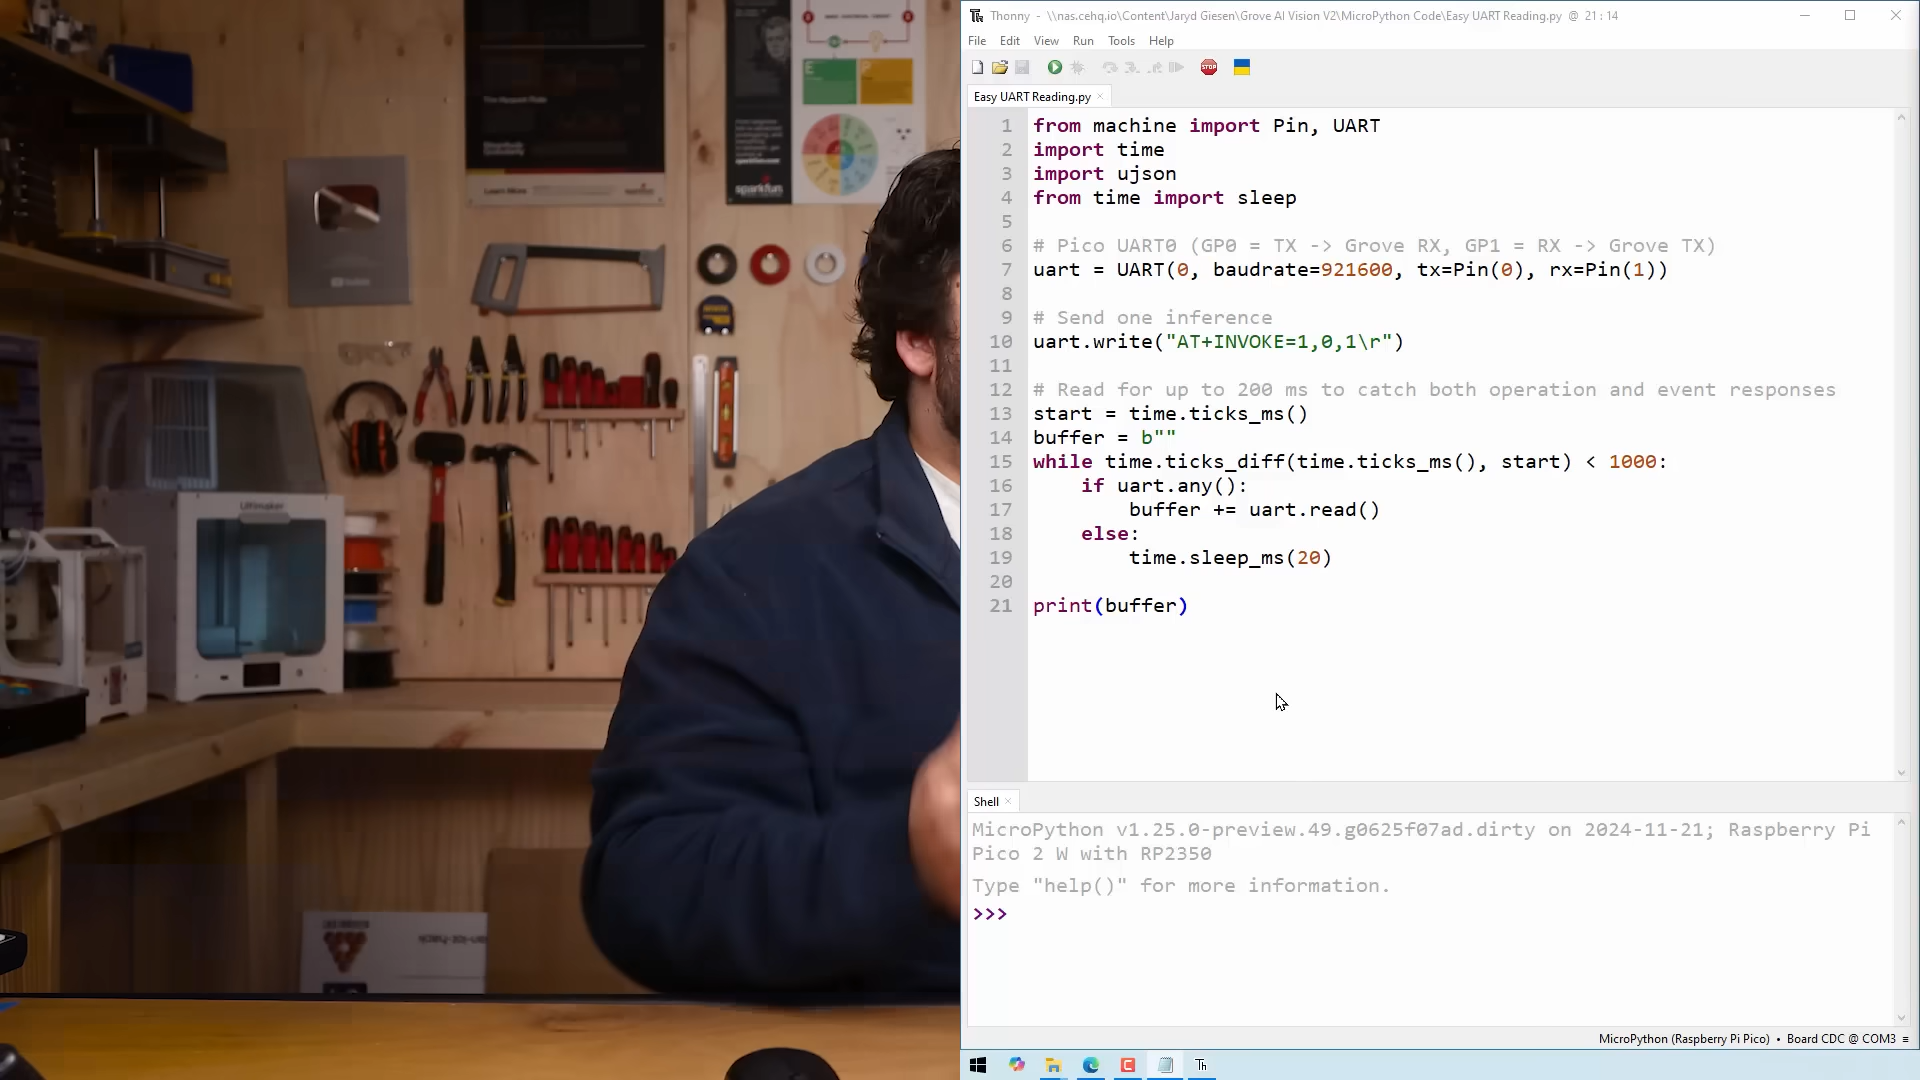 Thonny - \\nas.cehq.io\Content\Jaryd Giesen\Grove AI Vision V2\MicroPython Code\Easy UART Reading.py @ 21 : 14
File Edit View Run Tools Help
STOP
Easy UART Reading.py
1 from machine import Pin, UART
2 import time
3 import ujson
4 from time import sleep
5
6 # Pico UART0 (GP0 = TX -> Grove RX, GP1 = RX -> Grove TX)
7 uart = UART(0, baudrate=921600, tx=Pin(0), rx=Pin(1))
8
9 # Send one inference
10 uart.write("AT+INVOKE=1,0,1\r")
11
12 # Read for up to 200 ms to catch both operation and event responses
13 start = time.ticks_ms()
14 buffer = b""
15 while time.ticks_diff(time.ticks_ms(), start) < 1000:
16     if uart.any():
17         buffer += uart.read()
18     else:
19         time.sleep_ms(20)
20
21 print(buffer)
Shell
MicroPython v1.25.0-preview.49.g0625f07ad.dirty on 2024-11-21; Raspberry Pi
Pico 2 W with RP2350
Type "help()" for more information.
>>>
MicroPython (Raspberry Pi Pico) • Board CDC @ COM3 ≡
Learn More
sparkfun
Ultimaker